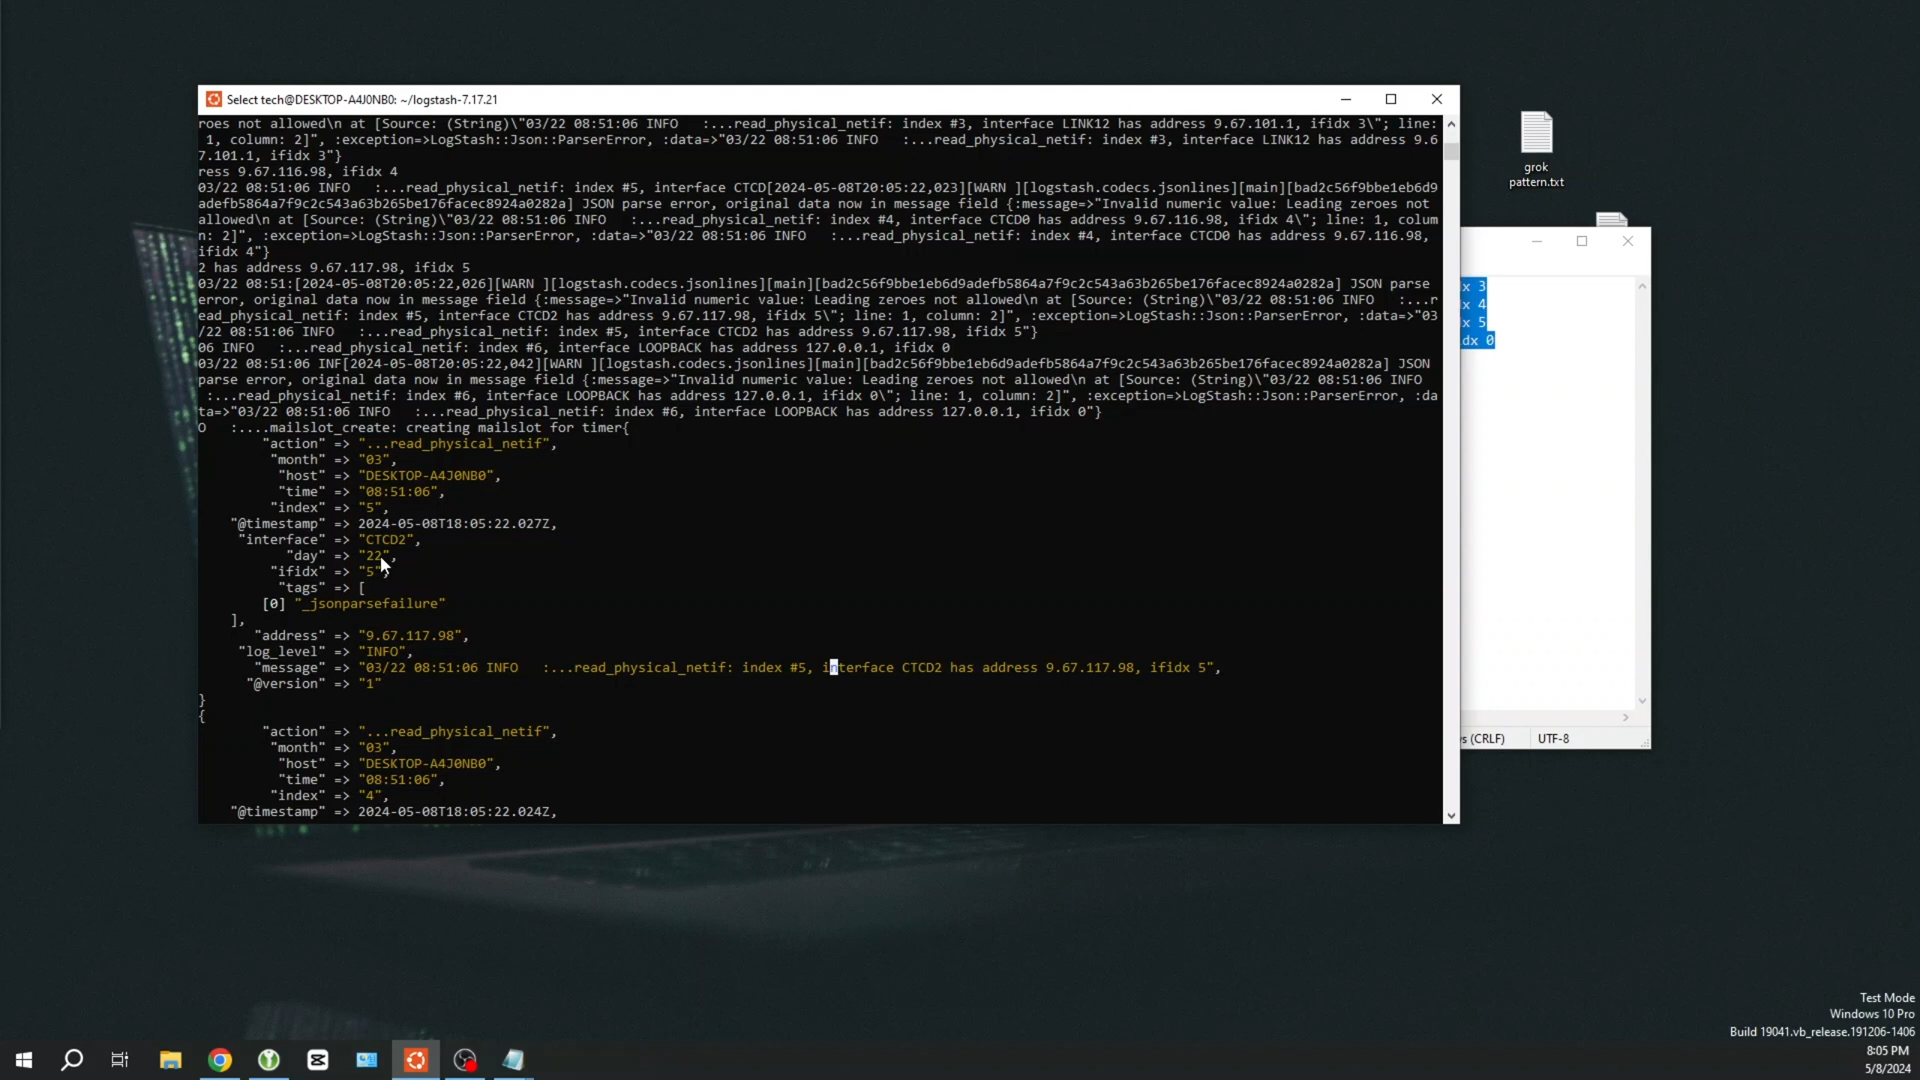 Select tech@DESKTOP-A4J0NB0: ~/logstash-7.17.21
roes not allowed\n at [Source: (String)\"03/22 08:51:06 INFO   :...read_physical_netif: index #3, interface LINK12 has address 9.67.101.1, ifidx 3\"; line:
 1, column: 2]", :exception=>LogStash::Json::ParserError, :data=>"03/22 08:51:06 INFO   :...read_physical_netif: index #3, interface LINK12 has address 9.6
7.101.1, ifidx 3"}
ress 9.67.116.98, ifidx 4
03/22 08:51:06 INFO   :...read_physical_netif: index #5, interface CTCD[2024-05-08T20:05:22,023][WARN ][logstash.codecs.jsonlines][main][bad2c56f9bbe1eb6d9
adefb5864a7f9c2c543a63b265be176facec8924a0282a] JSON parse error, original data now in message field {:message=>"Invalid numeric value: Leading zeroes not
allowed\n at [Source: (String)\"03/22 08:51:06 INFO   :...read_physical_netif: index #4, interface CTCD0 has address 9.67.116.98, ifidx 4\"; line: 1, colum
n: 2]", :exception=>LogStash::Json::ParserError, :data=>"03/22 08:51:06 INFO   :...read_physical_netif: index #4, interface CTCD0 has address 9.67.116.98,
ifidx 4"}
2 has address 9.67.117.98, ifidx 5
03/22 08:51:[2024-05-08T20:05:22,026][WARN ][logstash.codecs.jsonlines][main][bad2c56f9bbe1eb6d9adefb5864a7f9c2c543a63b265be176facec8924a0282a] JSON parse
error, original data now in message field {:message=>"Invalid numeric value: Leading zeroes not allowed\n at [Source: (String)\"03/22 08:51:06 INFO   :...r
ead_physical_netif: index #5, interface CTCD2 has address 9.67.117.98, ifidx 5\"; line: 1, column: 2]", :exception=>LogStash::Json::ParserError, :data=>"03
/22 08:51:06 INFO   :...read_physical_netif: index #5, interface CTCD2 has address 9.67.117.98, ifidx 5"}
06 INFO   :...read_physical_netif: index #6, interface LOOPBACK has address 127.0.0.1, ifidx 0
03/22 08:51:06 INF[2024-05-08T20:05:22,042][WARN ][logstash.codecs.jsonlines][main][bad2c56f9bbe1eb6d9adefb5864a7f9c2c543a63b265be176facec8924a0282a] JSON
parse error, original data now in message field {:message=>"Invalid numeric value: Leading zeroes not allowed\n at [Source: (String)\"03/22 08:51:06 INFO
 :...read_physical_netif: index #6, interface LOOPBACK has address 127.0.0.1, ifidx 0\"; line: 1, column: 2]", :exception=>LogStash::Json::ParserError, :da
ta=>"03/22 08:51:06 INFO   :...read_physical_netif: index #6, interface LOOPBACK has address 127.0.0.1, ifidx 0"}
O   :....mailslot_create: creating mailslot for timer{
"action" => "...read_physical_netif",
"month" => "03",
"host" => "DESKTOP-A4J0NB0",
"time" => "08:51:06",
"index" => "5",
"@timestamp" => 2024-05-08T18:05:22.027Z,
"interface" => "CTCD2",
"day" => "22",
"ifidx" => "5",
"tags" => [
[0] "_jsonparsefailure"
],
"address" => "9.67.117.98",
"log_level" => "INFO",
"message" => "03/22 08:51:06 INFO   :...read_physical_netif: index #5, interface CTCD2 has address 9.67.117.98, ifidx 5",
"@version" => "1"
}
{
"action" => "...read_physical_netif",
"month" => "03",
"host" => "DESKTOP-A4J0NB0",
"time" => "08:51:06",
"index" => "4",
"@timestamp" => 2024-05-08T18:05:22.024Z,
grok
pattern.txt
x 3
x 4
x 5
dx 0
s (CRLF)
UTF-8
Test Mode
Windows 10 Pro
Build 19041.vb_release.191206-1406
8:05 PM
5/8/2024